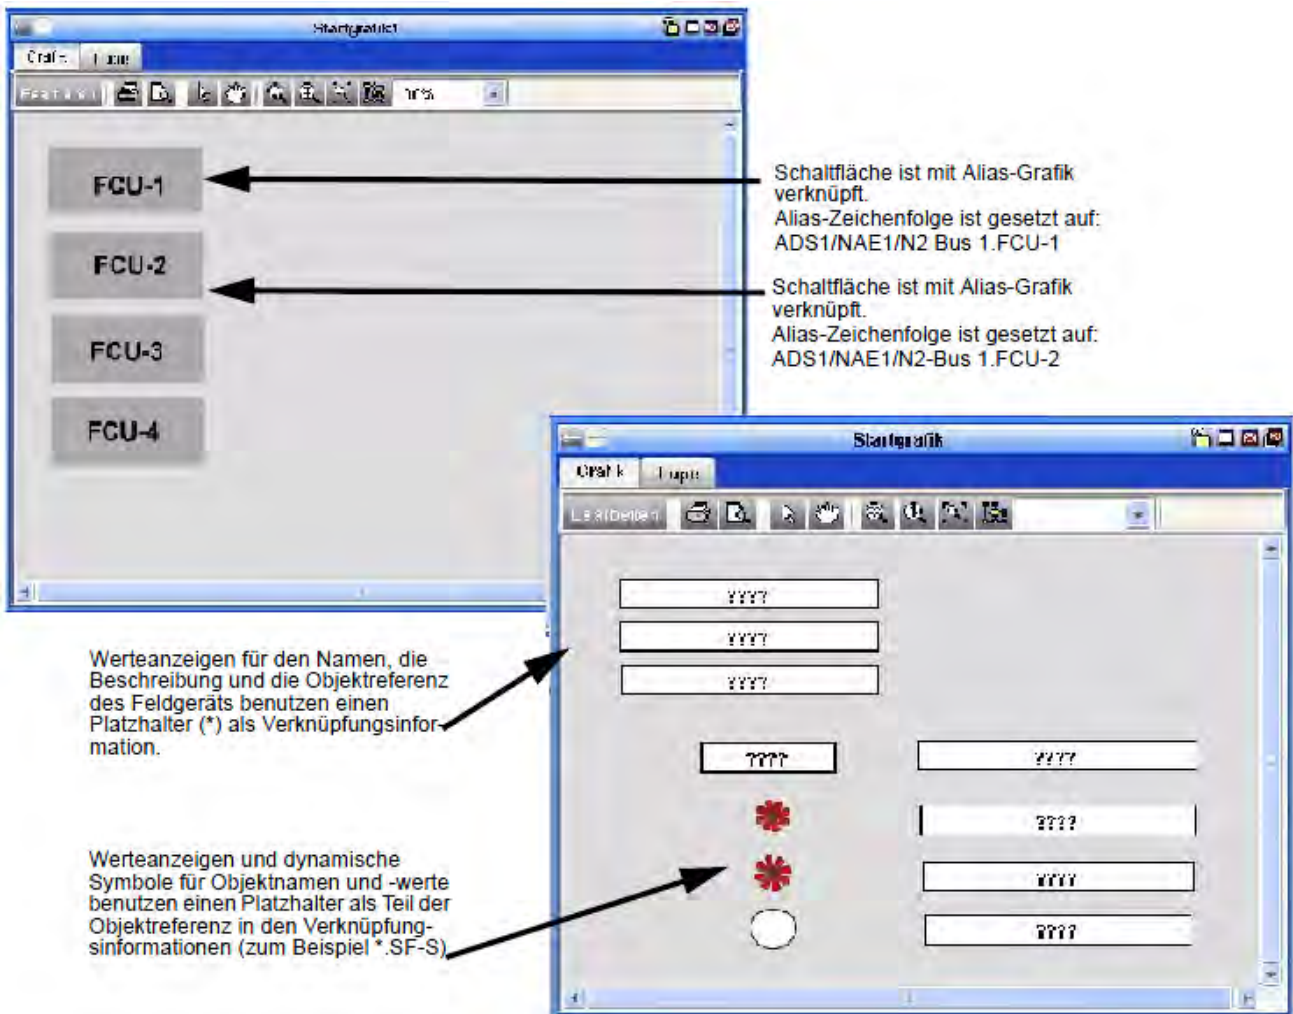 Grafik
FCU-1
FCU-2
FCU-3
FCU-4
Schaltfläche ist mit Alias-Grafik
verknüpft.
Alias-Zeichenfolge ist gesetzt auf:
ADS1/NAE1/N2 Bus 1.FCU-1
Schaltfläche ist mit Alias-Grafik
verknüpft.
Alias-Zeichenfolge ist gesetzt auf:
ADS1/NAE1/N2-Bus 1.FCU-2
Startgrafik
Grafik
Bearbeiten
????
????
????
????
????
????
????
????
Werteanzeigen für den Namen, die
Beschreibung und die Objektreferenz
des Feldgeräts benutzen einen
Platzhalter (*) als Verknüpfungsinfor-
mation.
Werteanzeigen und dynamische
Symbole für Objektnamen und -werte
benutzen einen Platzhalter als Teil der
Objektreferenz in den Verknüpfung-
sinformationen (zum Beispiel *.SF-S)